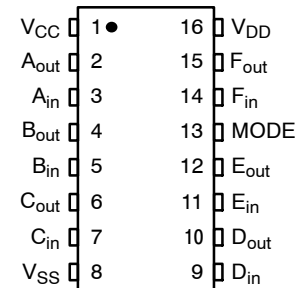 VCC 1 16 VDD
Aout 2 15 Fout
Ain 3 14 Fin
Bout 4 13 MODE
Bin 5 12 Eout
Cout 6 11 Ein
Cin 7 10 Dout
VSS 8 9 Din